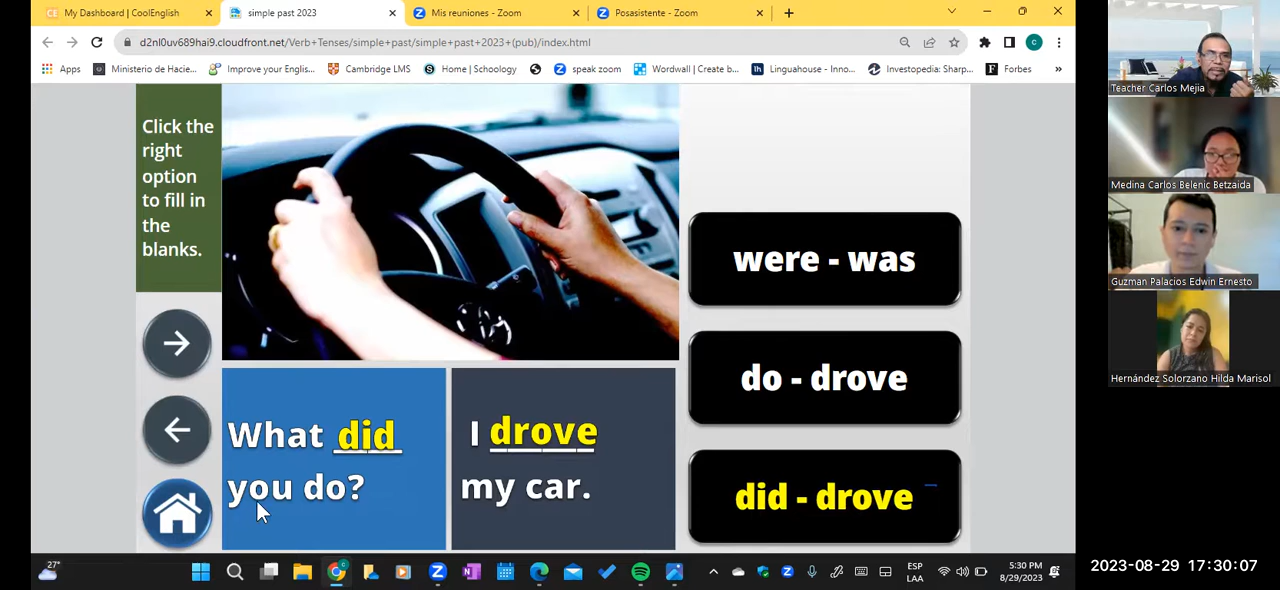 My Dashboard | CoolEnglish
simple past 2023
Mis reuniones - Zoom
Posasistente - Zoom
d2nl0uv689hai9.cloudfront.net/Verb+Tenses/simple+past/simple+past+2023+(pub)/index.html
Apps
Ministerio de Hacie...
Improve your Englis...
Cambridge LMS
Home | Schoology
speak zoom
Wordwall | Create b...
Linguahouse - Inno...
Investopedia: Sharp...
Forbes
»
Click the
right
option
to fill in
the
blanks.
What did
you do?
I drove
my car.
were - was
do - drove
did - drove
Teacher Carlos Mejia
Medina Carlos Belenic Betzaida
Guzman Palacios Edwin Ernesto
Hernández Solorzano Hilda Marisol
27°
ESP
LAA
5:30 PM
8/29/2023
2023-08-29 17:30:07